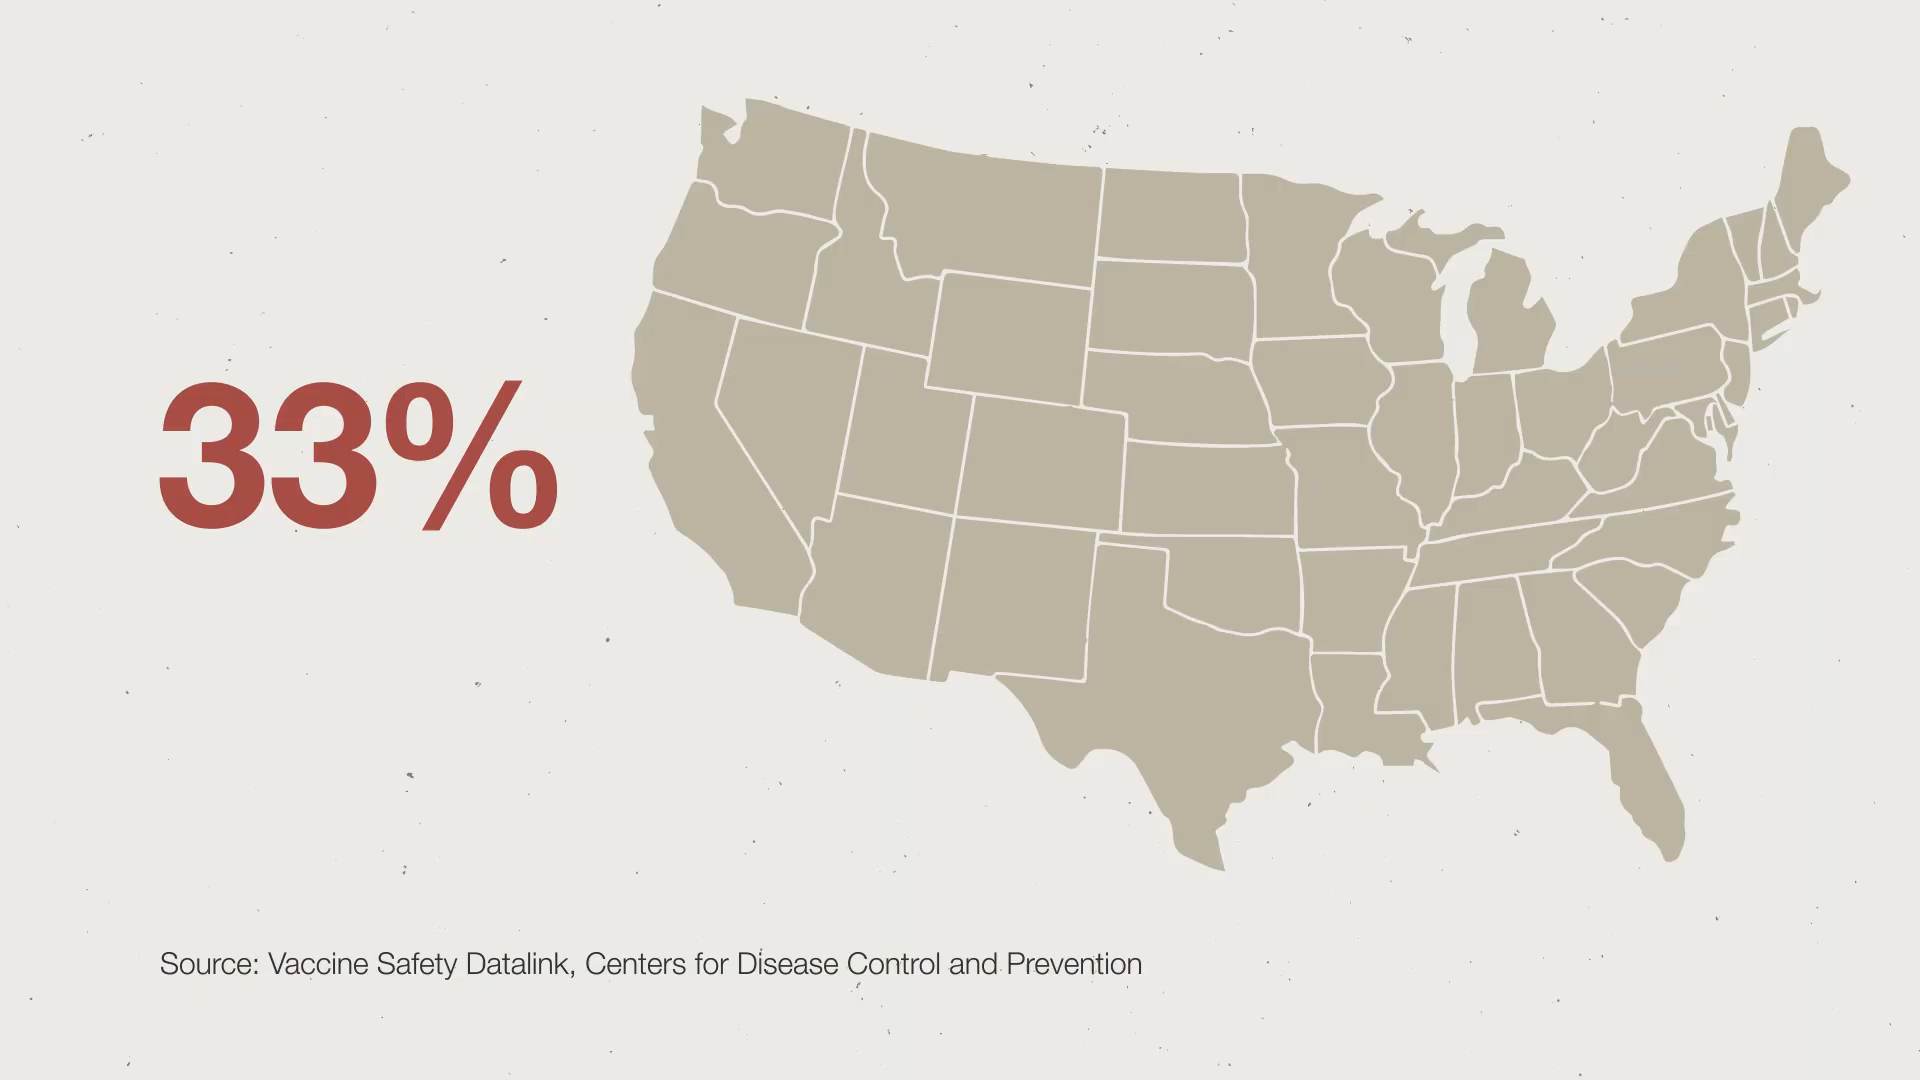 33%
Source: Vaccine Safety Datalink, Centers for Disease Control and Prevention